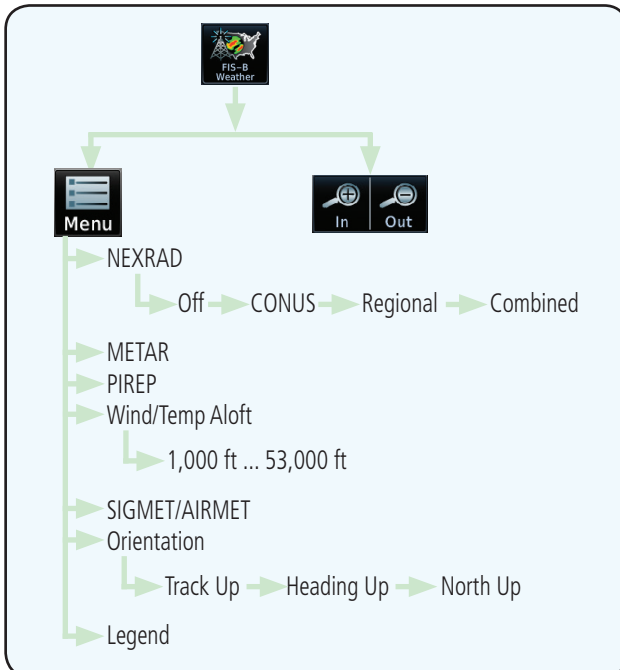 FIS-B
Weather
Menu
In Out
NEXRAD
Off CONUS Regional Combined
METAR
PIREP
Wind/Temp Aloft
1,000 ft ... 53,000 ft
SIGMET/AIRMET
Orientation
Track Up Heading Up North Up
Legend